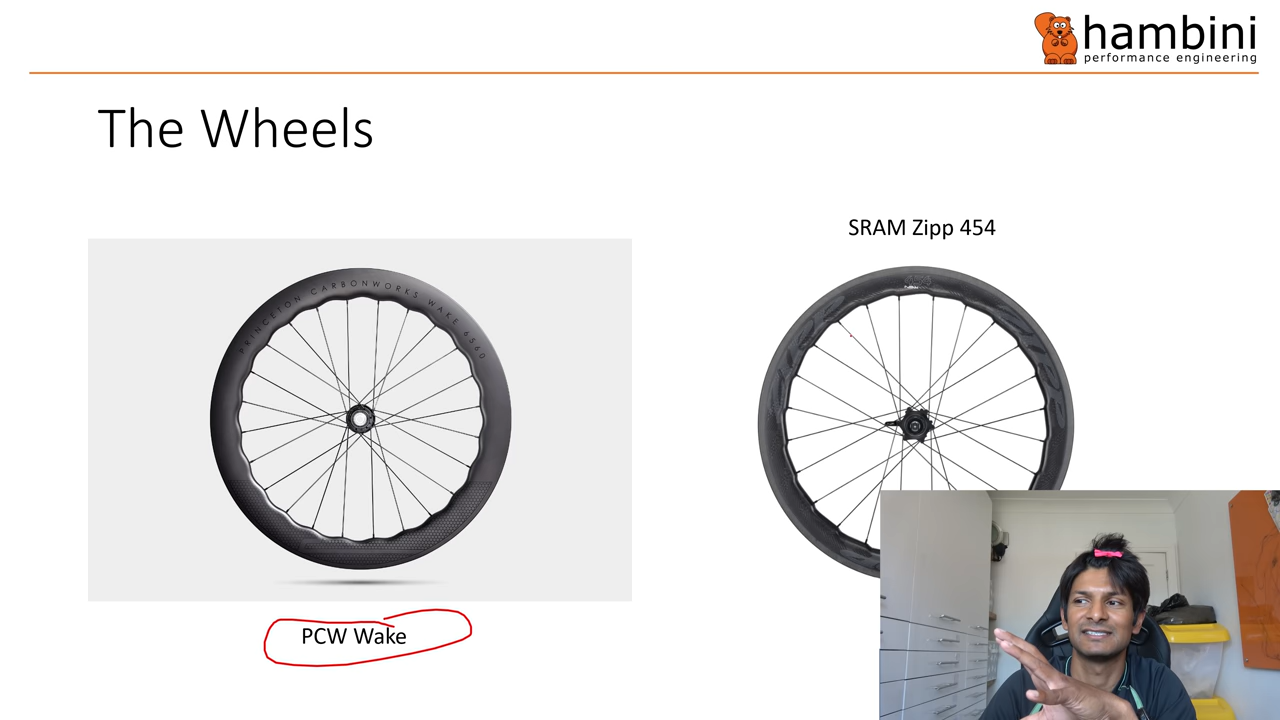 hambini
performance engineering
The Wheels
SRAM Zipp 454
PRINCETON CARBONWORKS WAKE 6560
PCW Wake